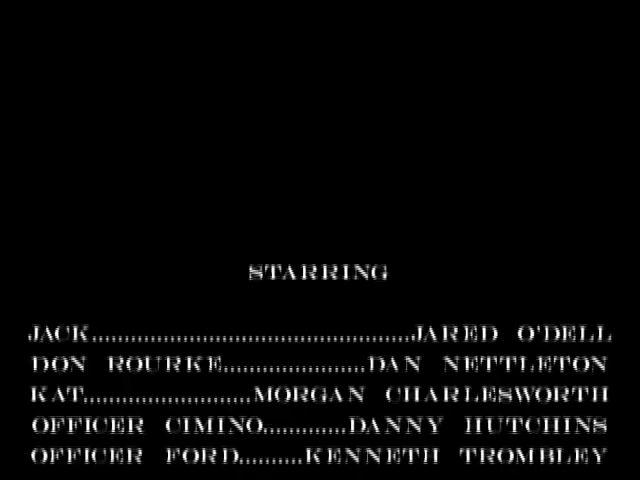 STARRING
JACK.................................................JARED O'DELL
DON ROURKE......................DAN NETTLETON
KAT..........................MORGAN CHARLESWORTH
OFFICER CIMINO.............DANNY HUTCHINS
OFFICER FORD..........KENNETH TROMBLEY